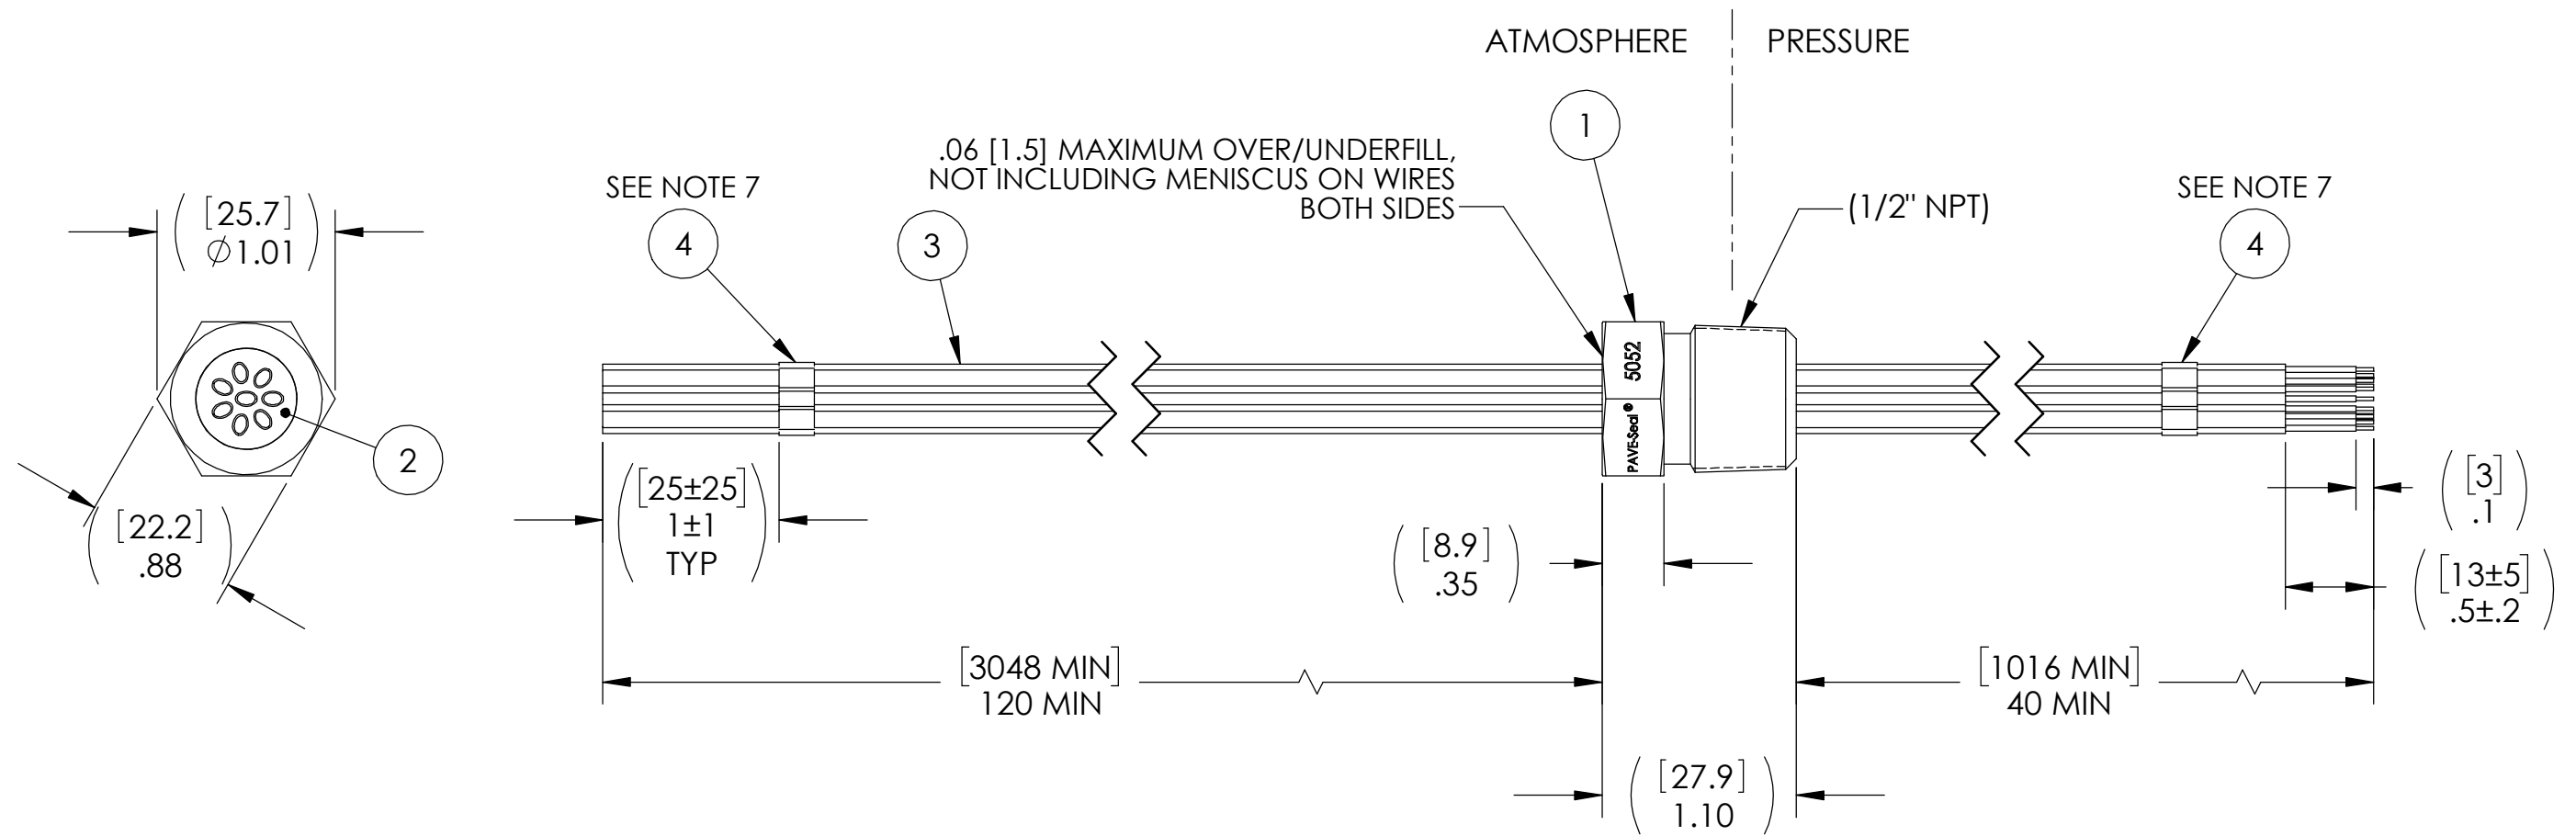 ATMOSPHERE
PRESSURE
1
.06 [1.5] MAXIMUM OVER/UNDERFILL,
NOT INCLUDING MENISCUS ON WIRES
BOTH SIDES
SEE NOTE 7
4
3
(1/2" NPT)
SEE NOTE 7
4
([25.7]
⌀1.01)
2
([22.2]
.88)
5052
PAVE-Seal®
([25±25]
1±1
TYP)
([8.9]
.35)
([3]
.1)
([13±5]
.5±.2)
[3048 MIN]
120 MIN
[1016 MIN]
40 MIN
([27.9]
1.10)